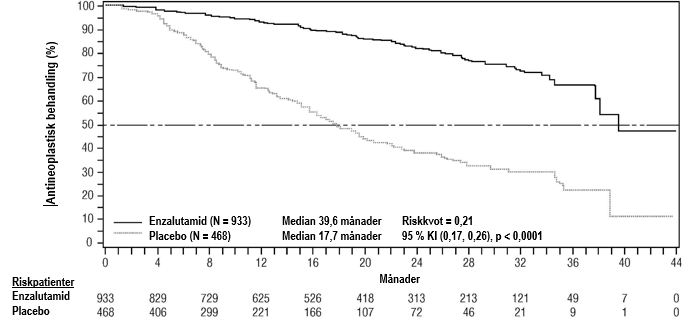 |Antineoplastisk behandling (%)
100
90
80
70
60
50
40
30
20
10
0
Enzalutamid (N = 933) Median 39,6 månader Riskkvot = 0,21
Placebo (N = 468) Median 17,7 månader 95 % KI (0,17, 0,26), p < 0,0001
0 4 8 12 16 20 24 28 32 36 40 44
Månader
Riskpatienter
Enzalutamid 933 829 729 625 526 418 313 213 121 49 7 0
Placebo 468 406 299 221 166 107 72 46 21 9 1 0